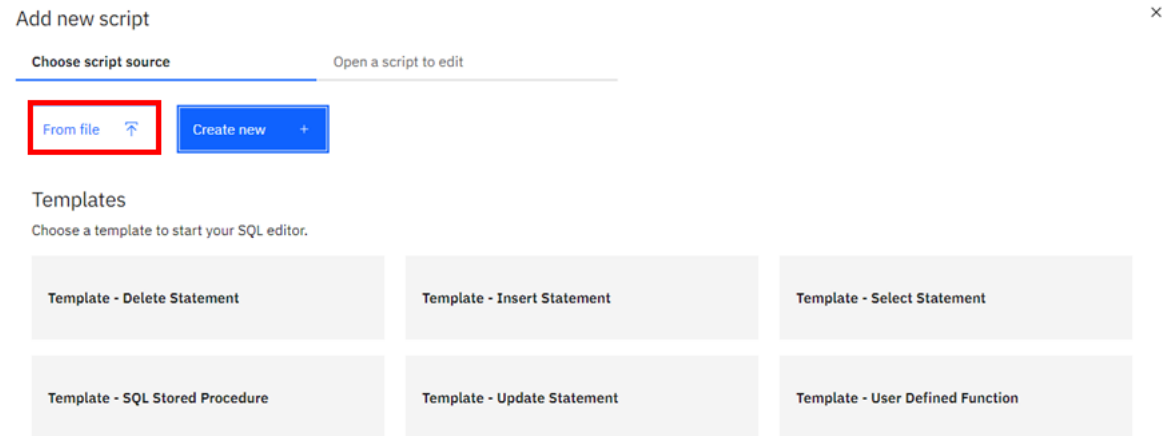 Add new script
Choose script source
Open a script to edit
From file
Create new +
Templates
Choose a template to start your SQL editor.
Template - Delete Statement
Template - Insert Statement
Template - Select Statement
Template - SQL Stored Procedure
Template - Update Statement
Template - User Defined Function